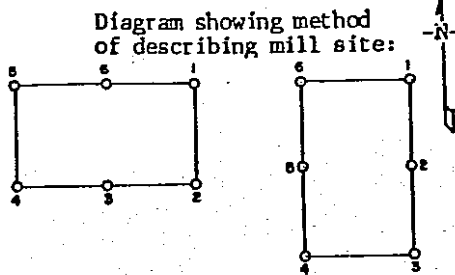 Diagram showing method
of describing mill site:
-N-
5 6 1
4 3 2
6 1
5 2
4 3